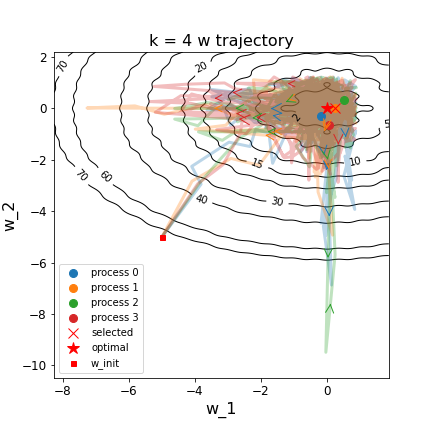 k = 4 w trajectory
70
20
5
2
15
10
60
70
40
30
2
0
−2
−4
−6
−8
−10
w_2
process 0
process 1
process 2
process 3
selected
optimal
w_init
−8
−6
−4
−2
0
w_1